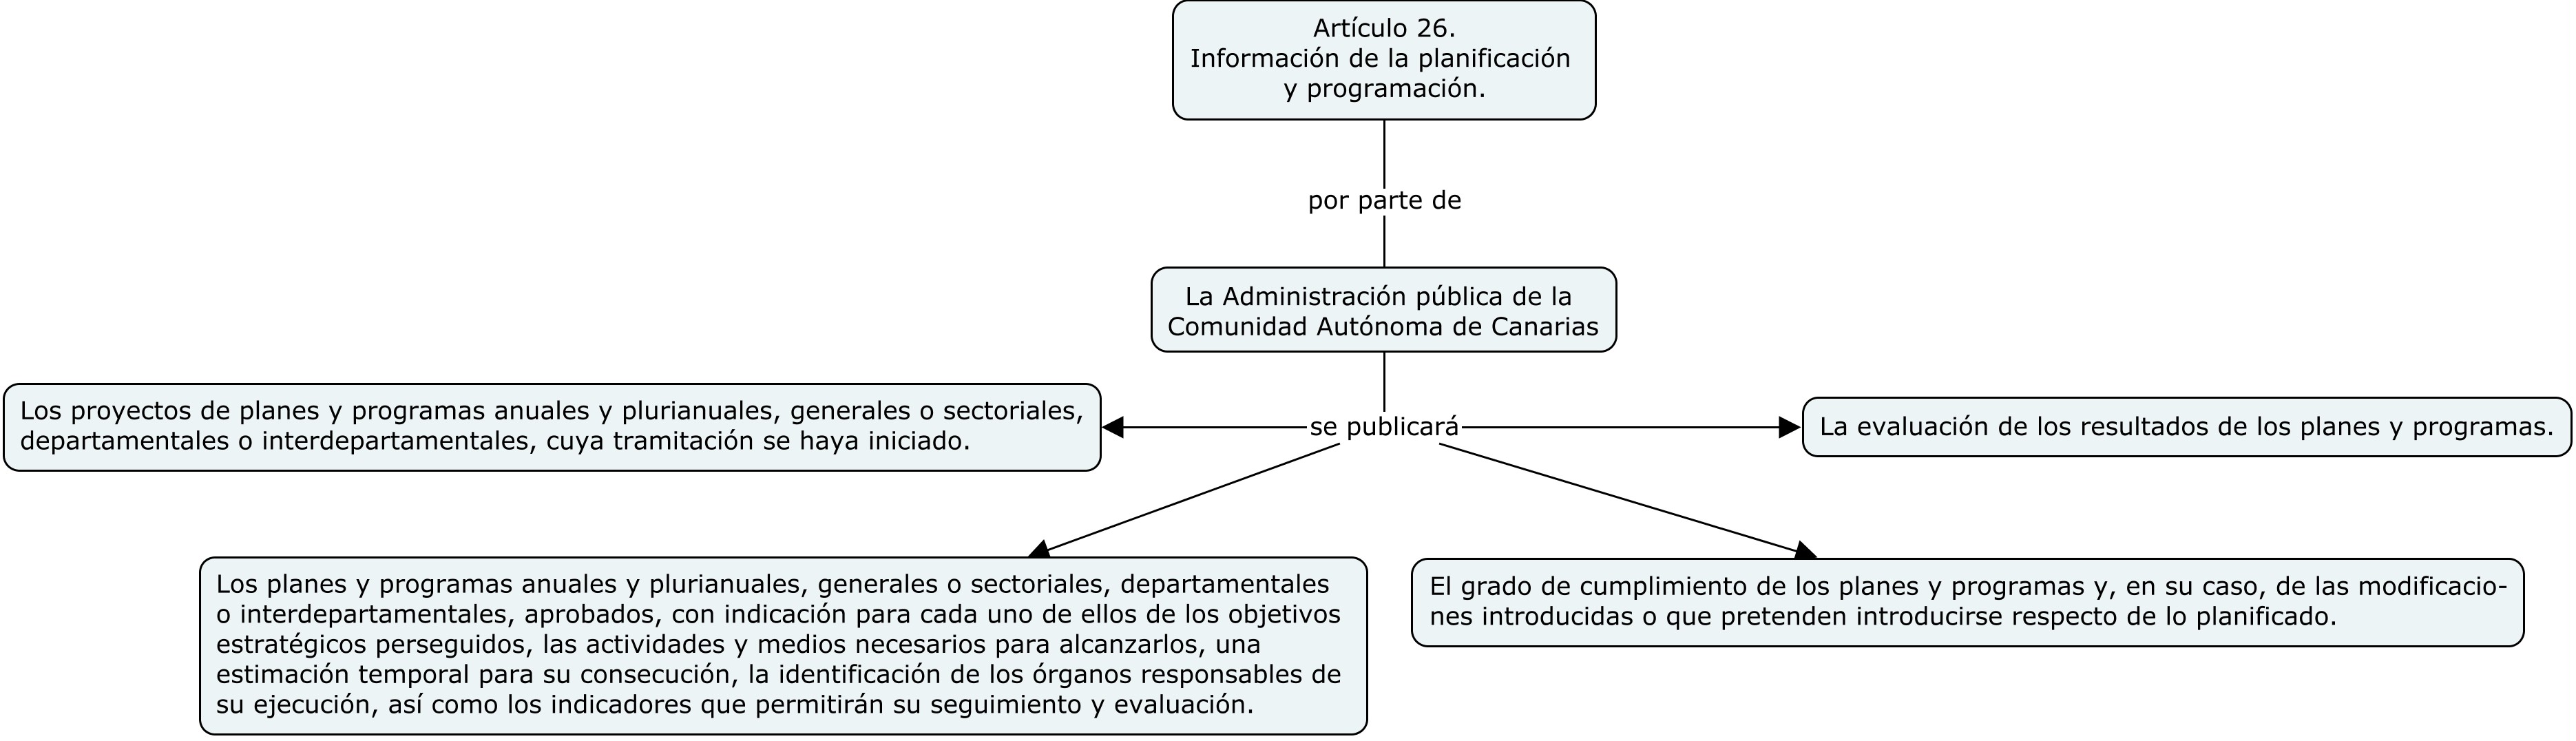 Artículo 26.
Información de la planificación
y programación.
por parte de
La Administración pública de la
Comunidad Autónoma de Canarias
Los proyectos de planes y programas anuales y plurianuales, generales o sectoriales,
departamentales o interdepartamentales, cuya tramitación se haya iniciado.
se publicará
La evaluación de los resultados de los planes y programas.
Los planes y programas anuales y plurianuales, generales o sectoriales, departamentales
o interdepartamentales, aprobados, con indicación para cada uno de ellos de los objetivos
estratégicos perseguidos, las actividades y medios necesarios para alcanzarlos, una
estimación temporal para su consecución, la identificación de los órganos responsables de
su ejecución, así como los indicadores que permitirán su seguimiento y evaluación.
El grado de cumplimiento de los planes y programas y, en su caso, de las modificacio-
nes introducidas o que pretenden introducirse respecto de lo planificado.